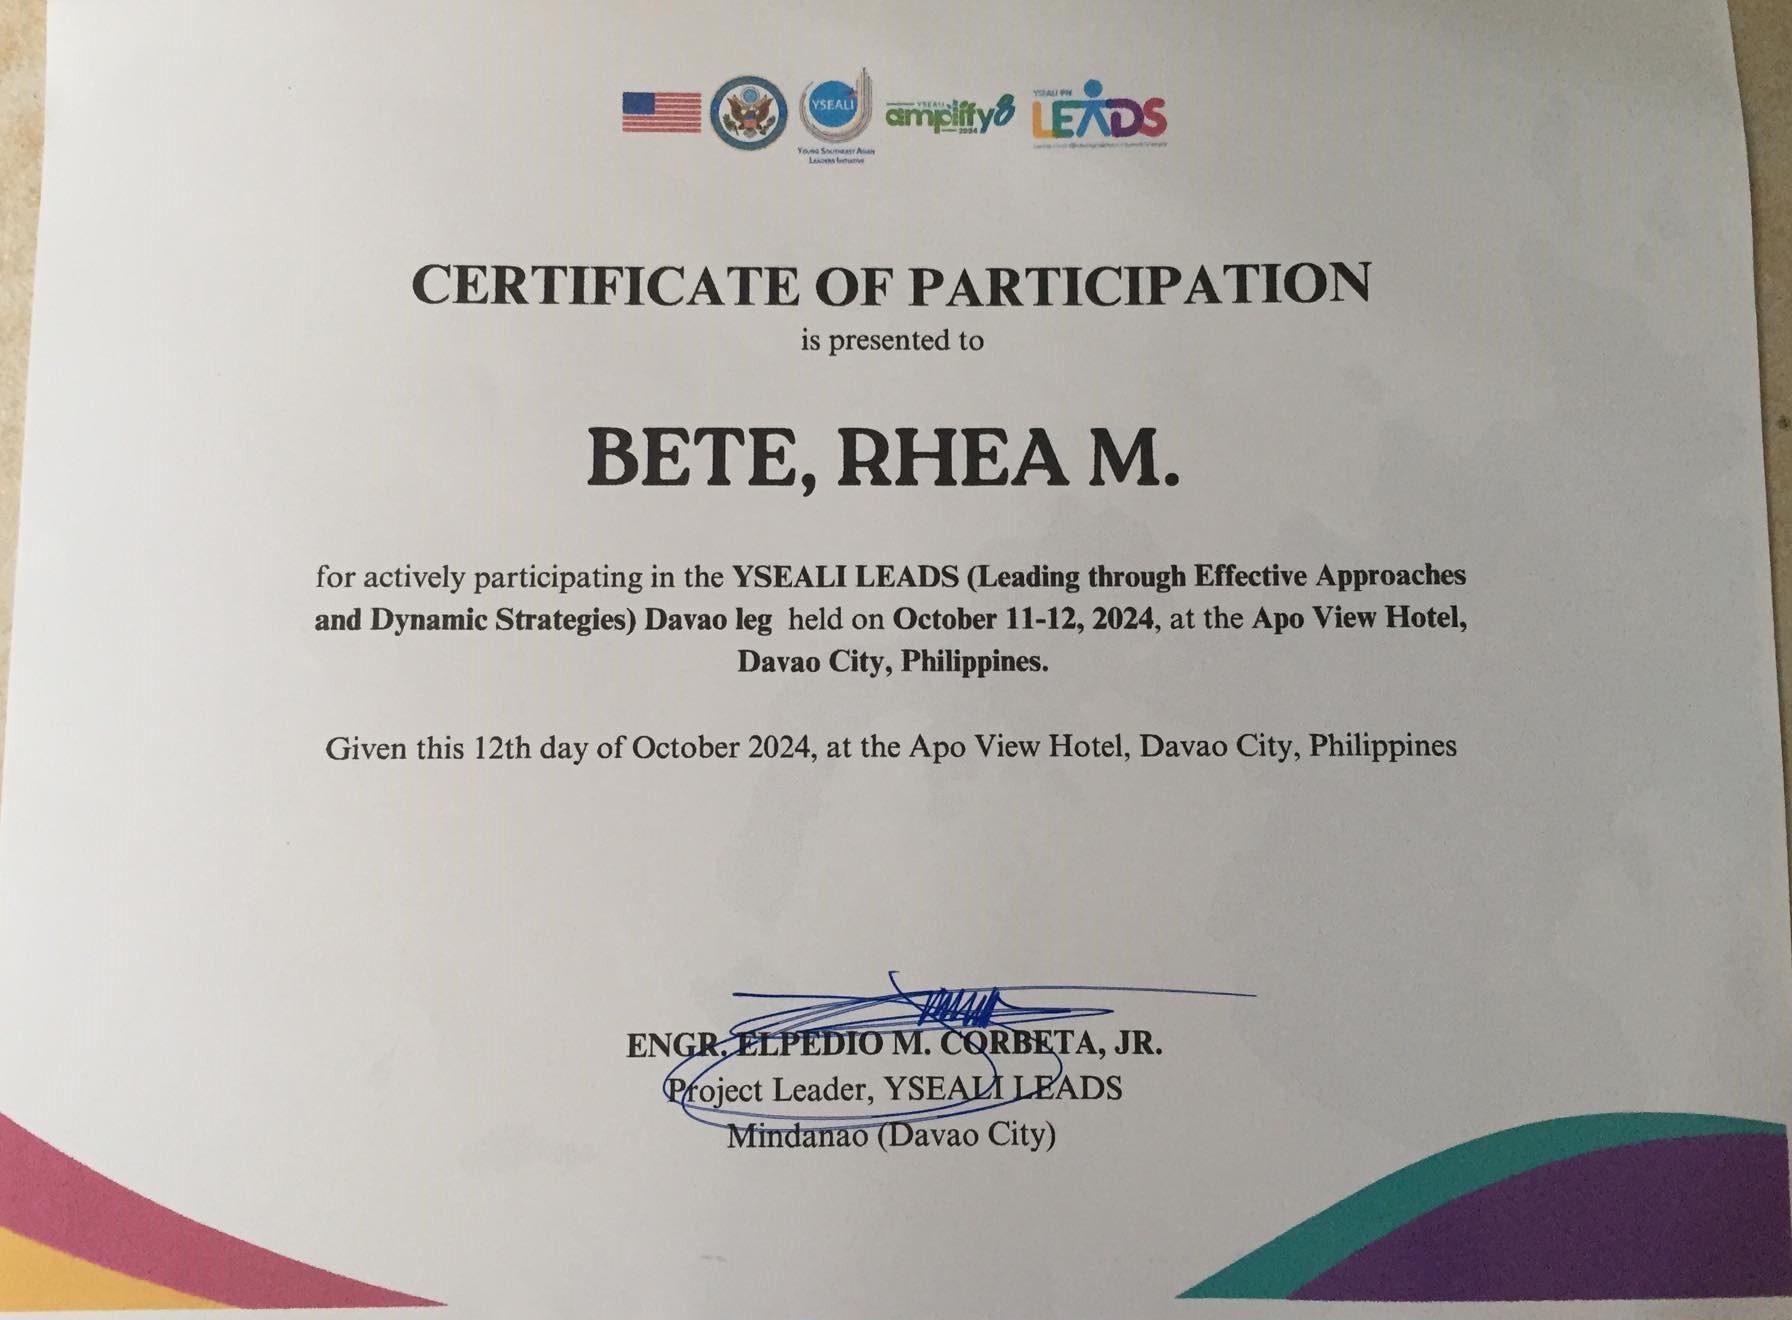 YSEALI
YOUNG SOUTHEAST ASIAN
LEADERS INITIATIVE
YSEALI
amplify8
2024
YSEALI PH
LEADS
CERTIFICATE OF PARTICIPATION
is presented to
BETE, RHEA M.
for actively participating in the YSEALI LEADS (Leading through Effective Approaches
and Dynamic Strategies) Davao leg held on October 11-12, 2024, at the Apo View Hotel,
Davao City, Philippines.
Given this 12th day of October 2024, at the Apo View Hotel, Davao City, Philippines
ENGR. ELPEDIO M. CORBETA, JR.
Project Leader, YSEALI LEADS
Mindanao (Davao City)